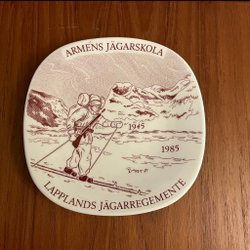 ARMENS JÄGARSKOLA
1945
1985
LAPPLANDS JÄGARREGEMENTE